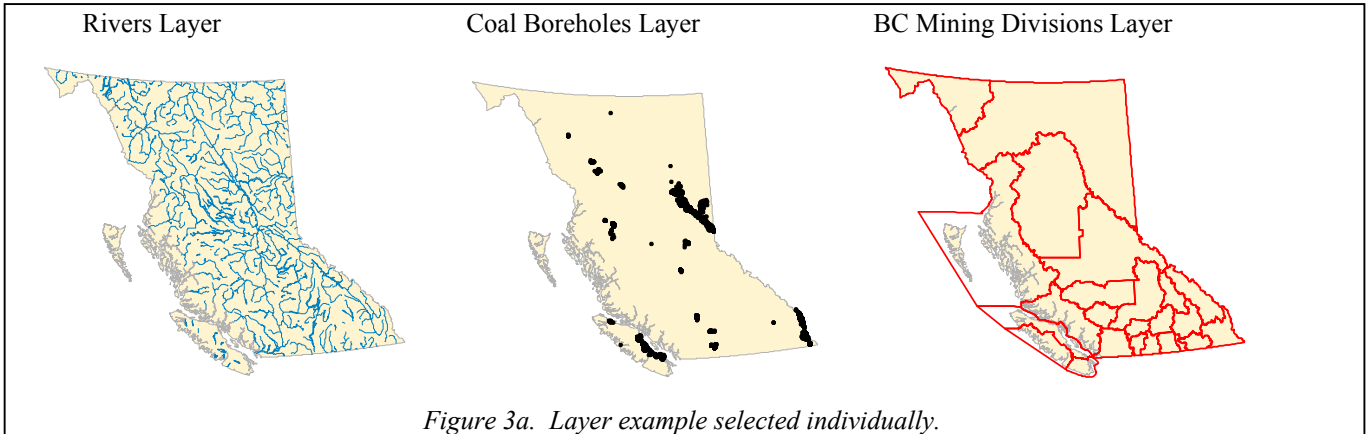 Rivers Layer
Coal Boreholes Layer
BC Mining Divisions Layer
Figure 3a. Layer example selected individually.